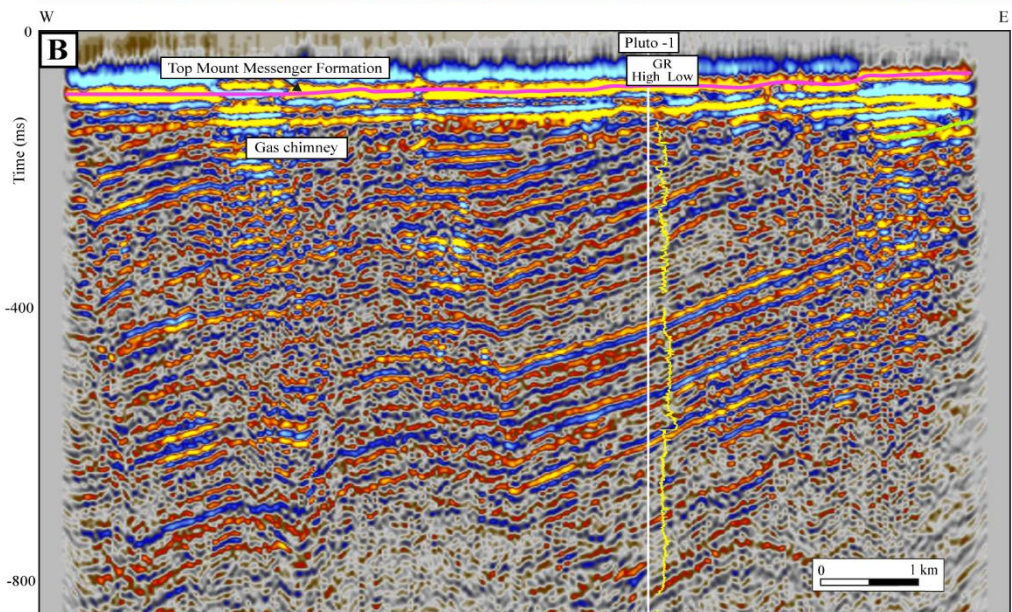 W
E
0
B
Pluto -1
Top Mount Messenger Formation
GR
High Low
Gas chimney
Time (ms)
-400
-800
0
1 km